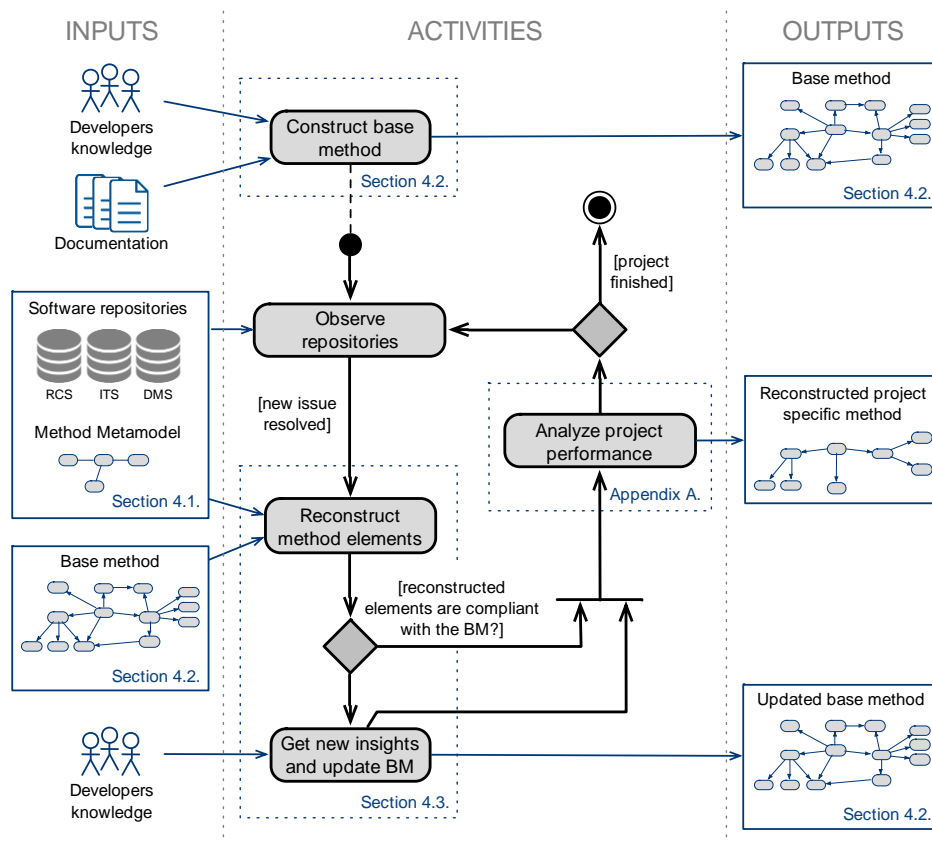 INPUTS
ACTIVITIES
OUTPUTS
Developers
knowledge
Documentation
Construct base
method
Section 4.2.
Base method
Section 4.2.
[project
finished]
Software repositories
RCS
ITS
DMS
Method Metamodel
Section 4.1.
Observe
repositories
[new issue
resolved]
Analyze project
performance
Appendix A.
Reconstructed project
specific method
Reconstruct
method elements
Base method
Section 4.2.
[reconstructed
elements are compliant
with the BM?]
Developers
knowledge
Get new insights
and update BM
Section 4.3.
Updated base method
Section 4.2.